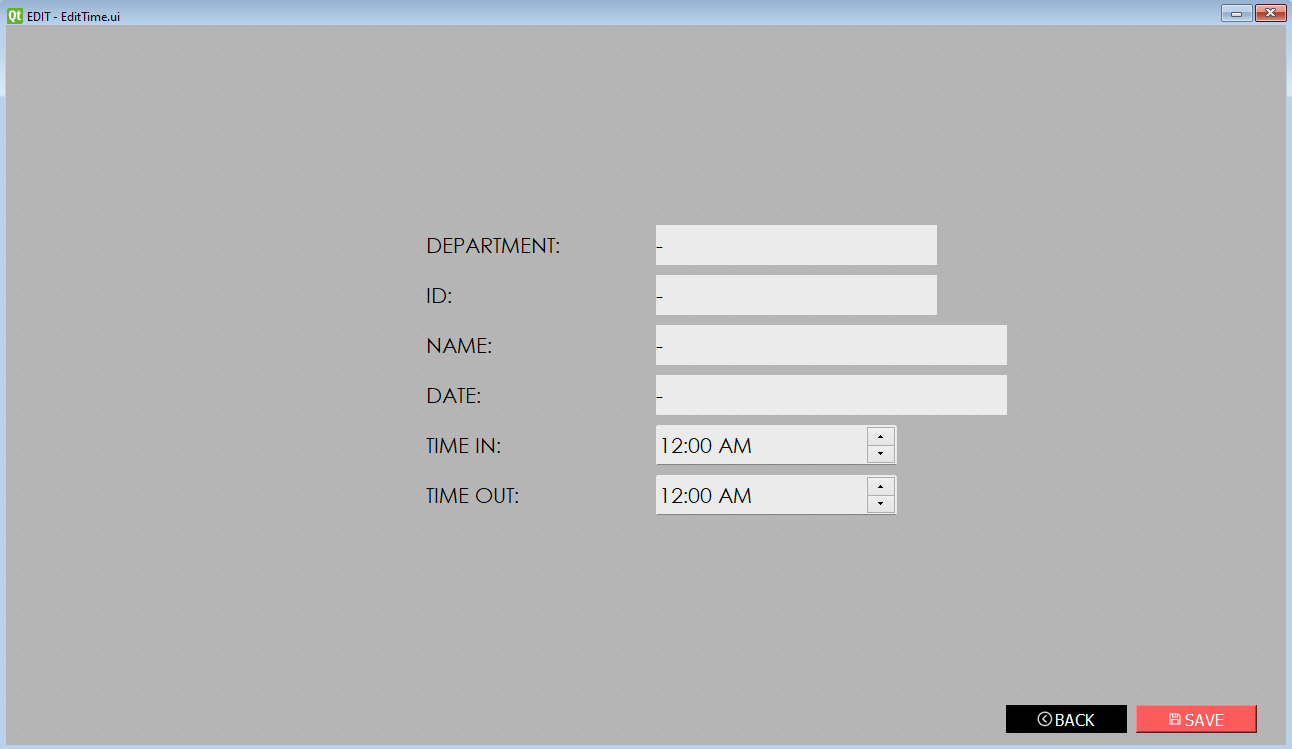 Qt EDIT - EditTime.ui
DEPARTMENT: -
ID: -
NAME: -
DATE: -
TIME IN: 12:00 AM
TIME OUT: 12:00 AM
BACK SAVE